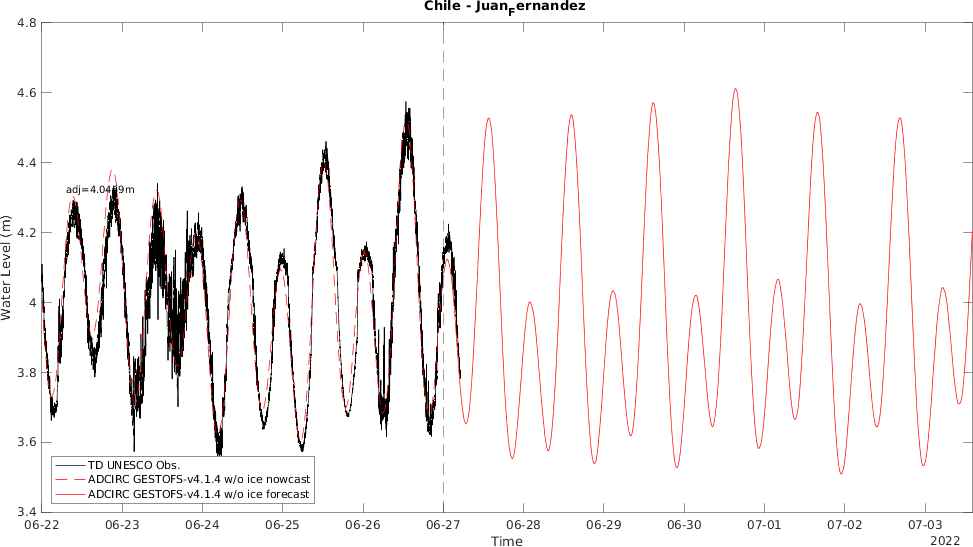 Chile - JuanFernandez
4.8
4.6
4.4
4.2
4
3.8
3.6
3.4
Water Level (m)
adj=4.0499m
TD UNESCO Obs.
ADCIRC GESTOFS-v4.1.4 w/o ice nowcast
ADCIRC GESTOFS-v4.1.4 w/o ice forecast
06-22 06-23 06-24 06-25 06-26 06-27 06-28 06-29 06-30 07-01 07-02 07-03
Time
2022